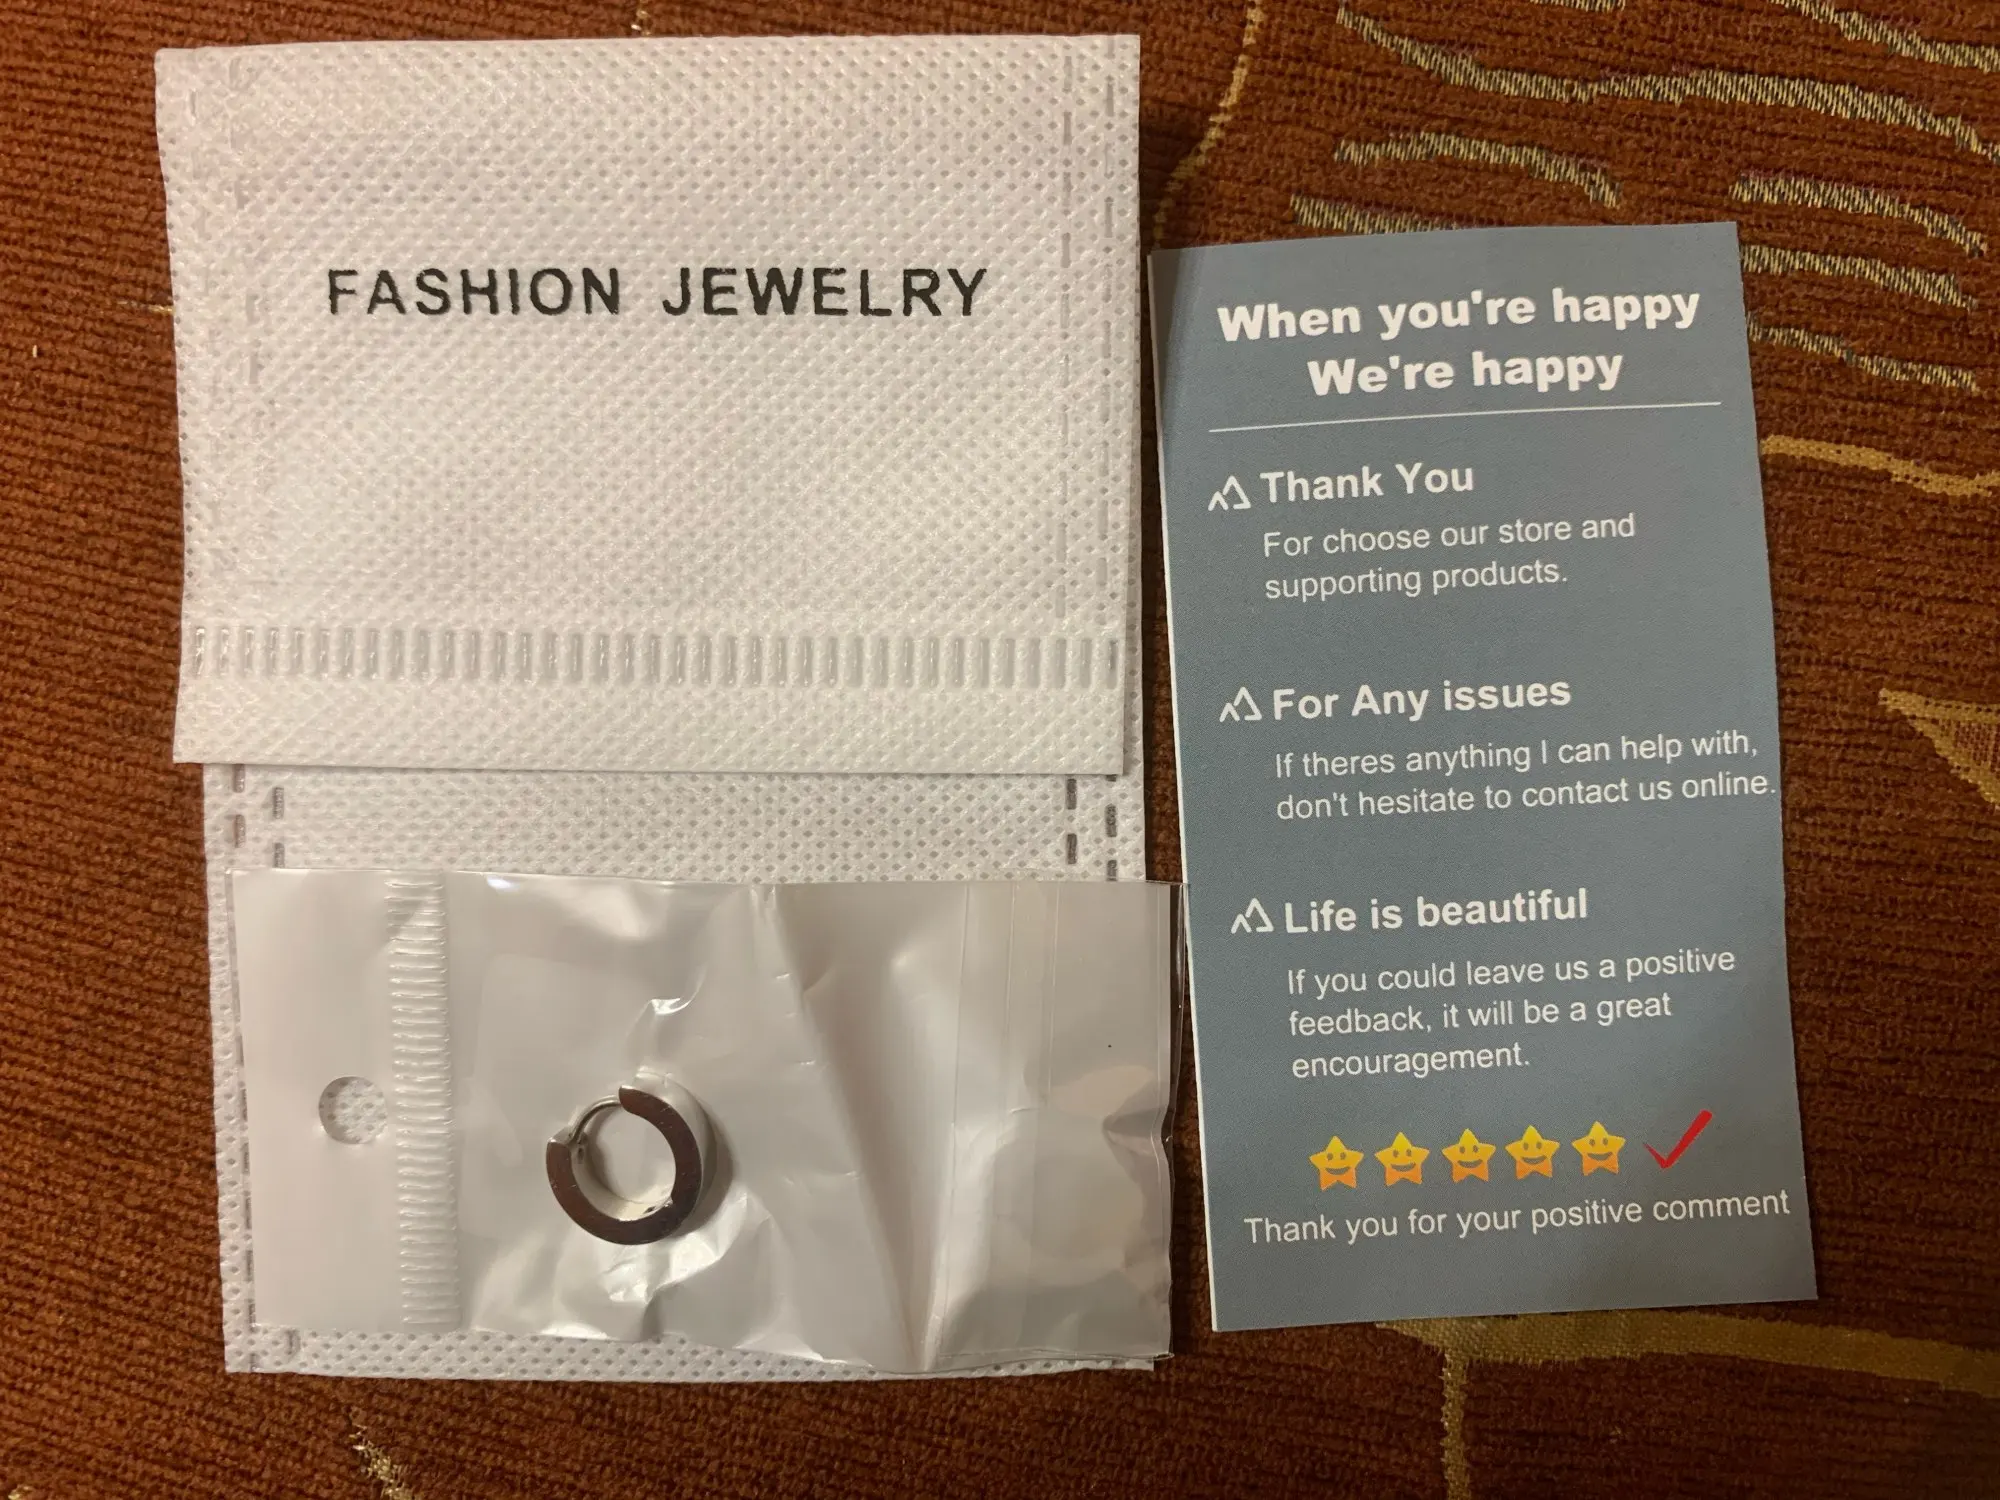 FASHION JEWELRY
When you're happy
We're happy
Thank You
For choose our store and
supporting products.
For Any issues
If theres anything I can help with,
don't hesitate to contact us online.
Life is beautiful
If you could leave us a positive
feedback, it will be a great
encouragement.
Thank you for your positive comment